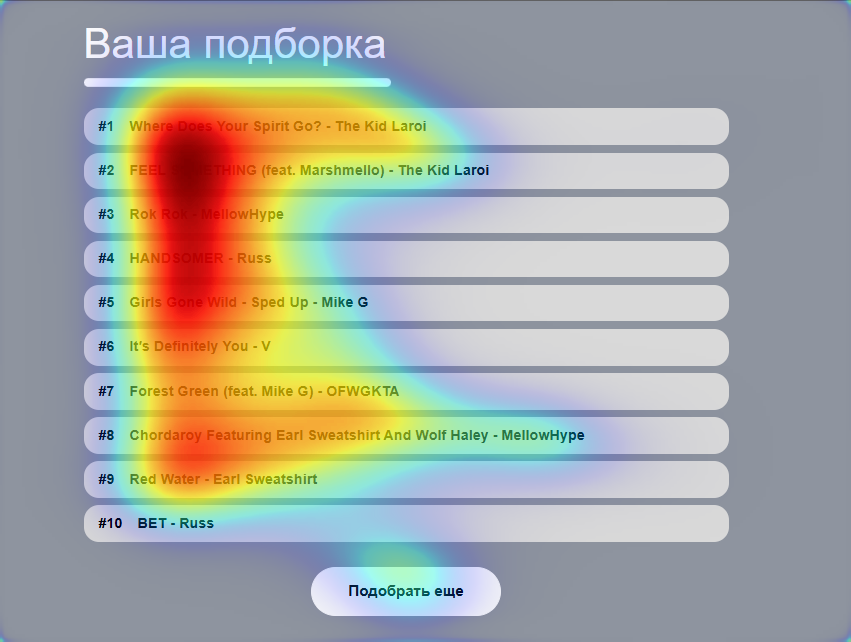 Ваша подборка
#1 Where Does Your Spirit Go? - The Kid Laroi
#2 FEEL SOMETHING (feat. Marshmello) - The Kid Laroi
#3 Rok Rok - MellowHype
#4 HANDSOMER - Russ
#5 Girls Gone Wild - Sped Up - Mike G
#6 It's Definitely You - V
#7 Forest Green (feat. Mike G) - OFWGKTA
#8 Chordaroy Featuring Earl Sweatshirt And Wolf Haley - MellowHype
#9 Red Water - Earl Sweatshirt
#10 BET - Russ
Подобрать еще